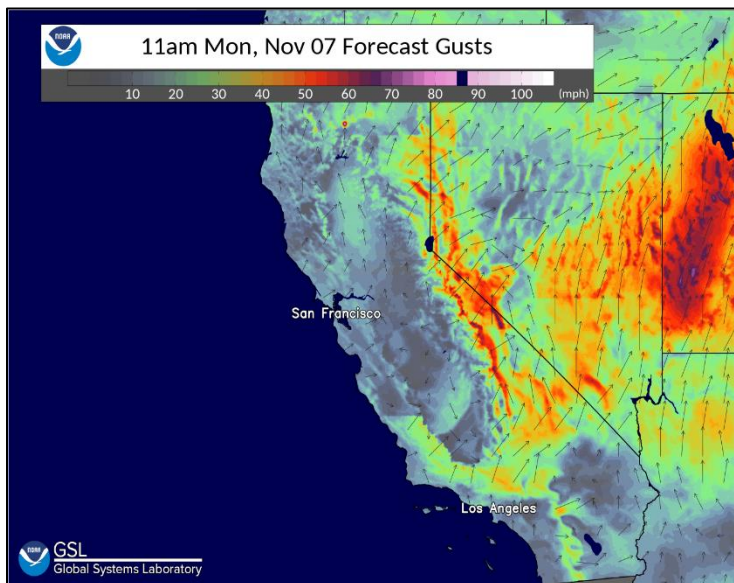 NOAA
11am Mon, Nov 07 Forecast Gusts
10 20 30 40 50 60 70 80 90 100 (mph)
San Francisco
Los Angeles
NOAA
GSL
Global Systems Laboratory